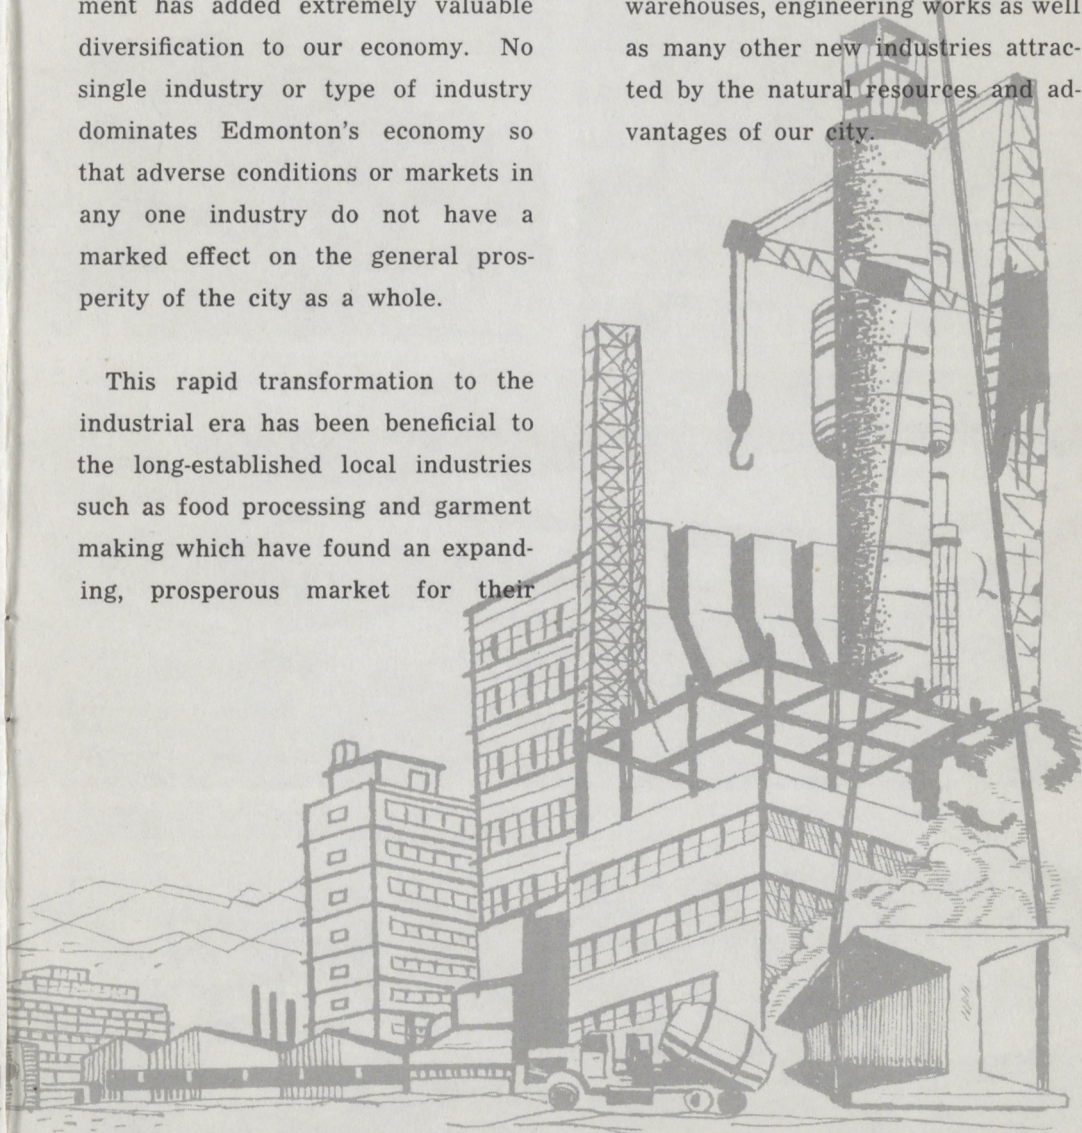 ment has added extremely valuable
diversification to our economy. No
single industry or type of industry
dominates Edmonton's economy so
that adverse conditions or markets in
any one industry do not have a
marked effect on the general pros-
perity of the city as a whole.
This rapid transformation to the
industrial era has been beneficial to
the long-established local industries
such as food processing and garment
making which have found an expand-
ing, prosperous market for their
warehouses, engineering works as well
as many other new industries attrac-
ted by the natural resources and ad-
vantages of our city.